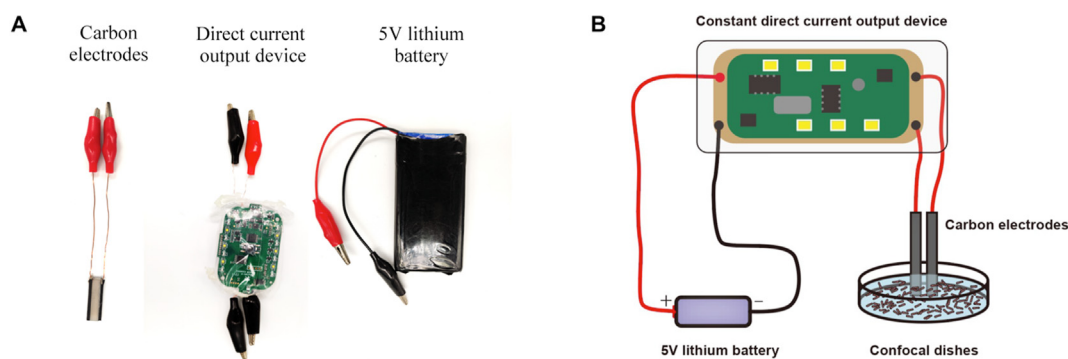 A
Carbon
electrodes
Direct current
output device
5V lithium
battery
B
Constant direct current output device
Carbon electrodes
+
−
5V lithium battery
Confocal dishes